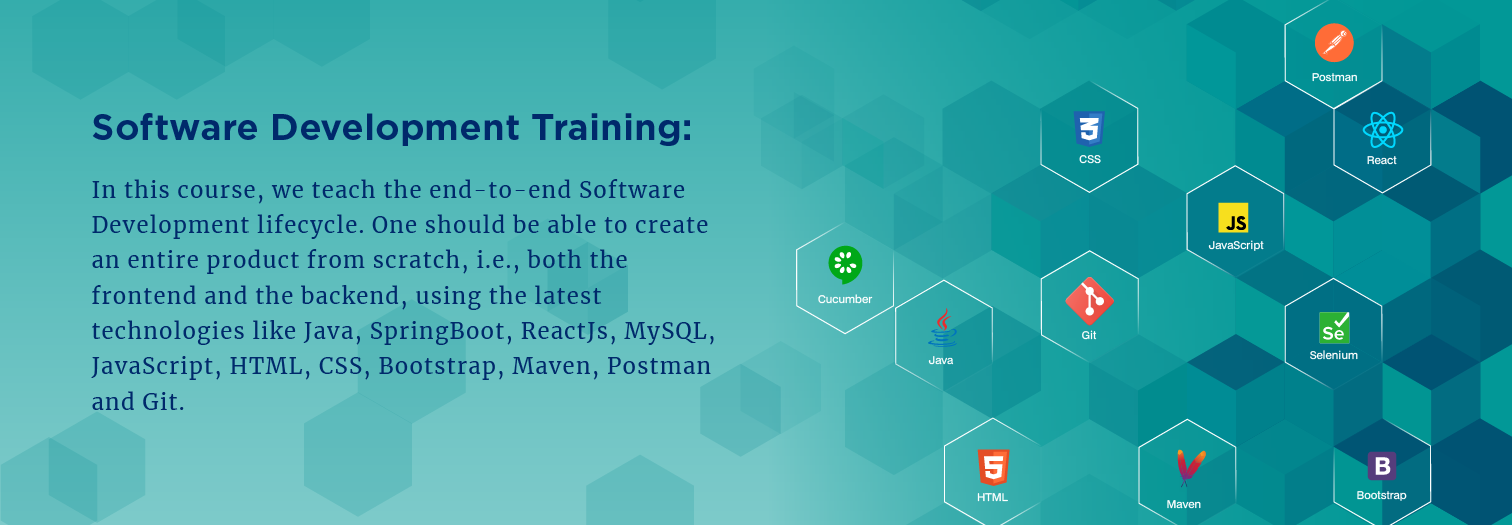 Software Development Training:
In this course, we teach the end-to-end Software
Development lifecycle. One should be able to create
an entire product from scratch, i.e., both the
frontend and the backend, using the latest
technologies like Java, SpringBoot, ReactJs, MySQL,
JavaScript, HTML, CSS, Bootstrap, Maven, Postman
and Git.
Postman
CSS
React
JS
JavaScript
Cucumber
Git
Java
Se
Selenium
5
HTML
Maven
B
Bootstrap